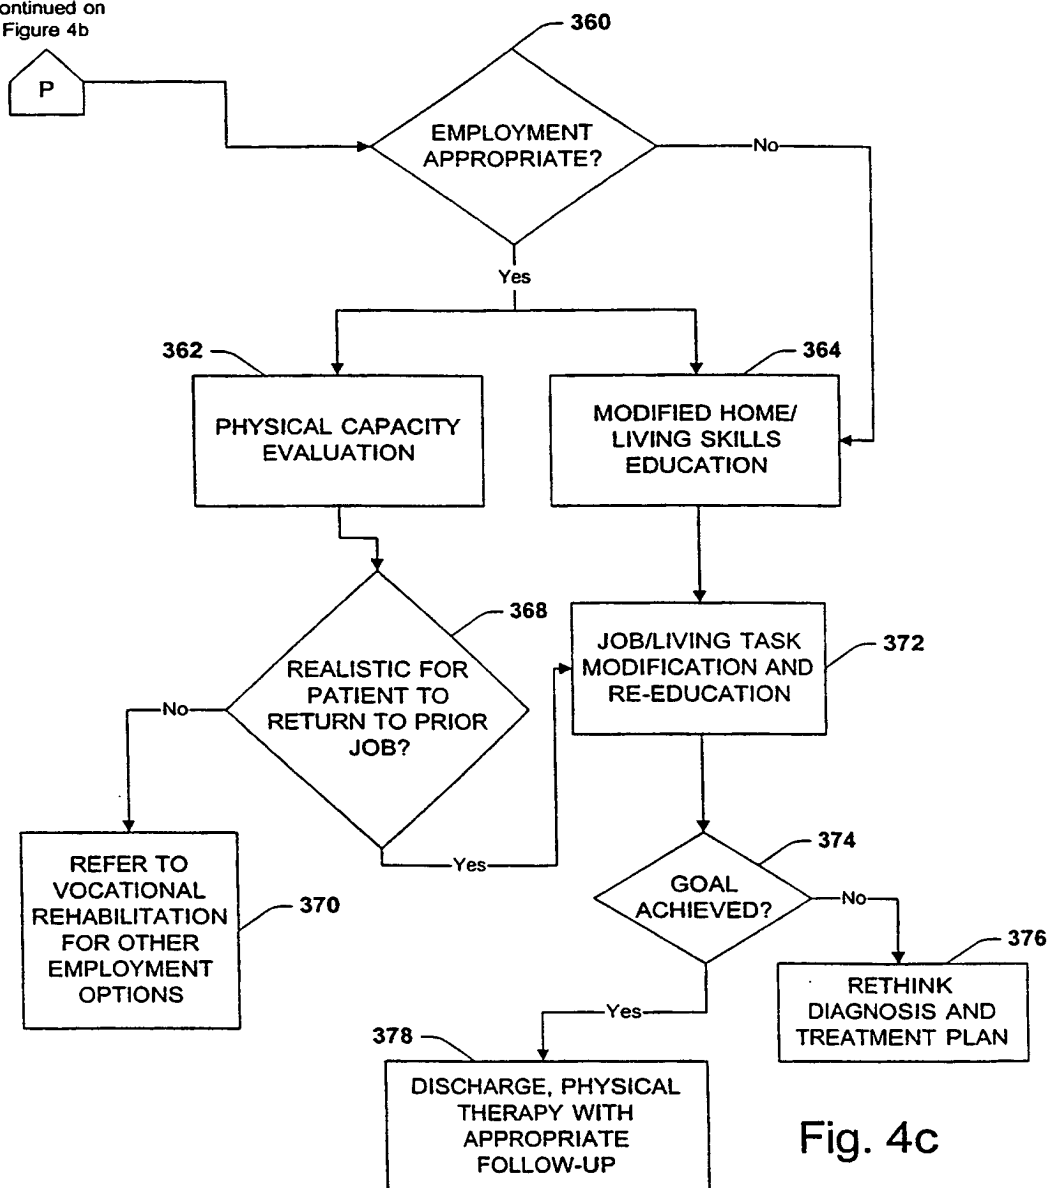 ontinued on
Figure 4b
P
360
EMPLOYMENT
APPROPRIATE?
No
Yes
362
364
PHYSICAL CAPACITY
EVALUATION
MODIFIED HOME/
LIVING SKILLS
EDUCATION
368
REALISTIC FOR
PATIENT TO
RETURN TO PRIOR
JOB?
372
JOB/LIVING TASK
MODIFICATION AND
RE-EDUCATION
No
Yes
370
REFER TO
VOCATIONAL
REHABILITATION
FOR OTHER
EMPLOYMENT
OPTIONS
374
GOAL
ACHIEVED?
No
376
RETHINK
DIAGNOSIS AND
TREATMENT PLAN
Yes
378
DISCHARGE, PHYSICAL
THERAPY WITH
APPROPRIATE
FOLLOW-UP
Fig. 4c